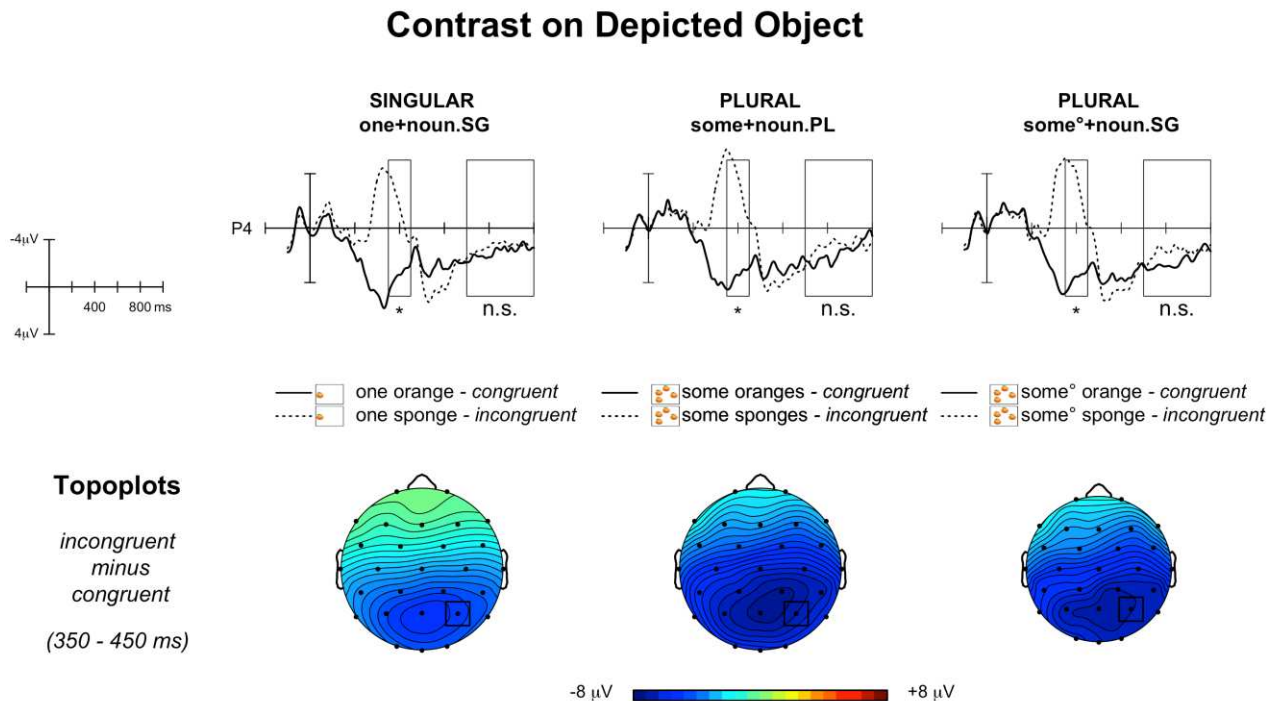 Contrast on Depicted Object
SINGULAR
one+noun.SG
PLURAL
some+noun.PL
PLURAL
some°+noun.SG
P4
-4µV
400 800 ms
4µV
*
n.s.
*
n.s.
*
n.s.
one orange - congruent
one sponge - incongruent
some oranges - congruent
some sponges - incongruent
some° orange - congruent
some° sponge - incongruent
Topoplots
incongruent
minus
congruent
(350 - 450 ms)
-8 µV
+8 µV